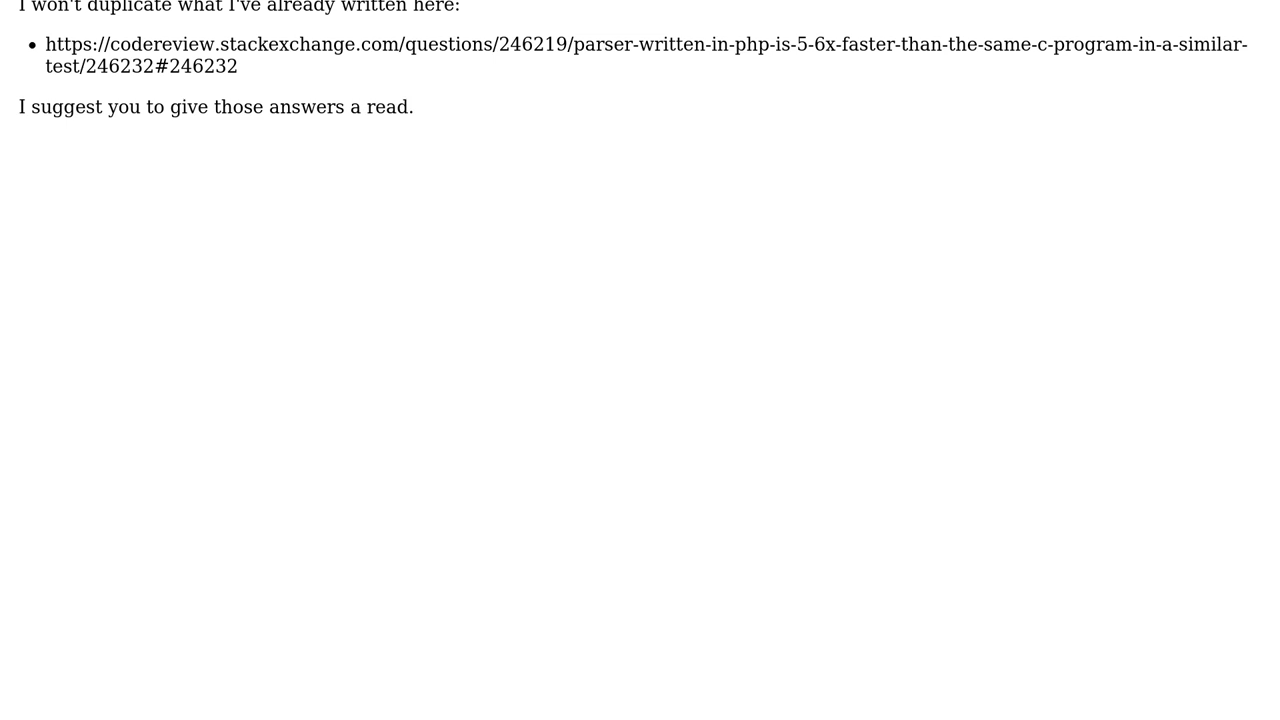 I won't duplicate what I've already written here:
https://codereview.stackexchange.com/questions/246219/parser-written-in-php-is-5-6x-faster-than-the-same-c-program-in-a-similar-
test/246232#246232
I suggest you to give those answers a read.